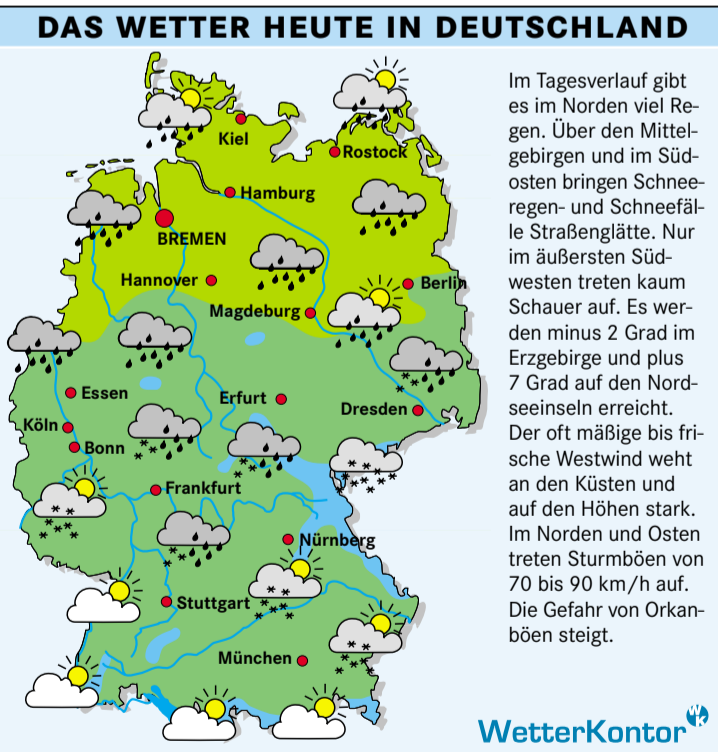 DAS WETTER HEUTE IN DEUTSCHLAND
Kiel
Rostock
Hamburg
BREMEN
Hannover
Berlin
Magdeburg
Essen
Erfurt
Köln
Dresden
Bonn
Frankfurt
Nürnberg
Stuttgart
München
Im Tagesverlauf gibt
es im Norden viel Re-
gen. Über den Mittel-
gebirgen und im Süd-
osten bringen Schnee-
regen- und Schneefäl-
le Straßenglätte. Nur
im äußersten Süd-
westen treten kaum
Schauer auf. Es wer-
den minus 2 Grad im
Erzgebirge und plus
7 Grad auf den Nord-
seeinseln erreicht.
Der oft mäßige bis fri-
sche Westwind weht
an den Küsten und
auf den Höhen stark.
Im Norden und Osten
treten Sturmböen von
70 bis 90 km/h auf.
Die Gefahr von Orkan-
böen steigt.
WetterKontor
WK